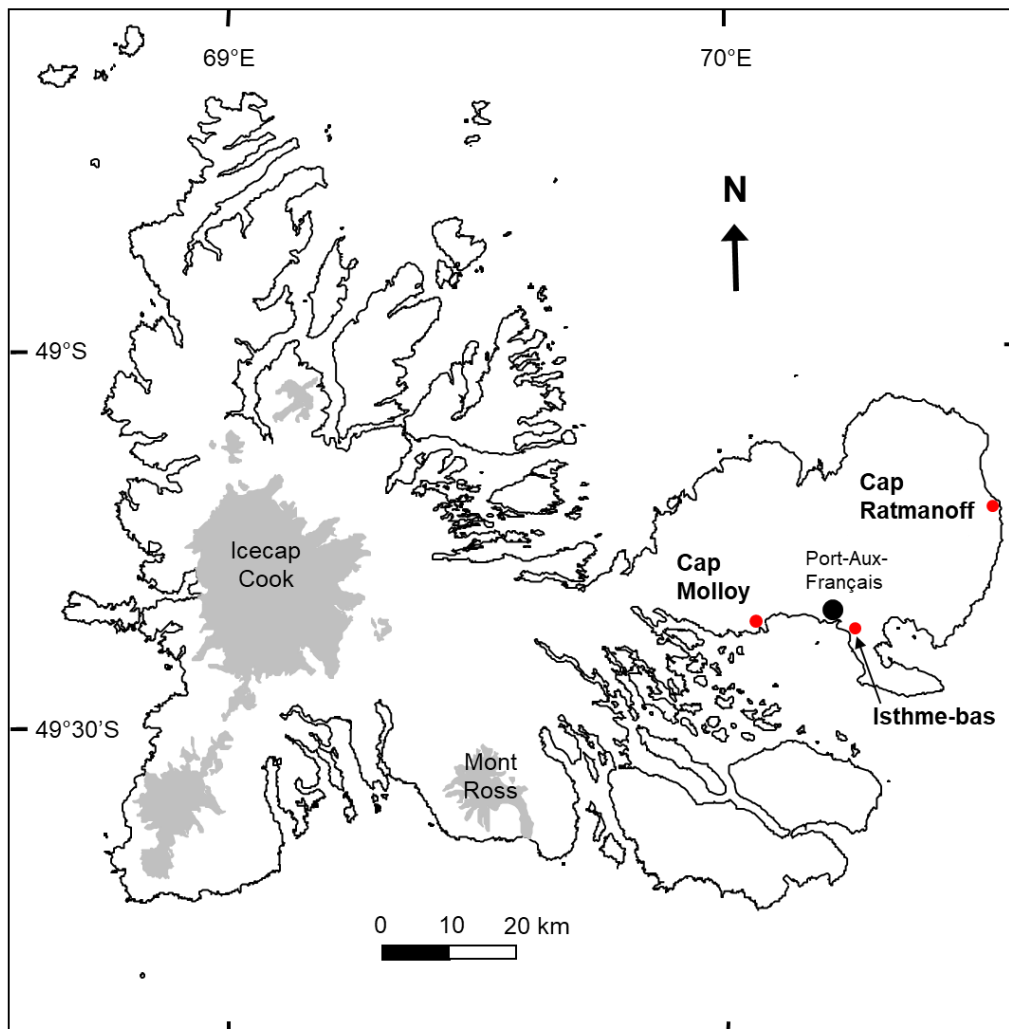 69°E
70°E
N
49°S
Cap
Ratmanoff
Icecap
Cook
Cap
Molloy
Port-Aux-
Français
Isthme-bas
49°30'S
Mont
Ross
0 10 20 km